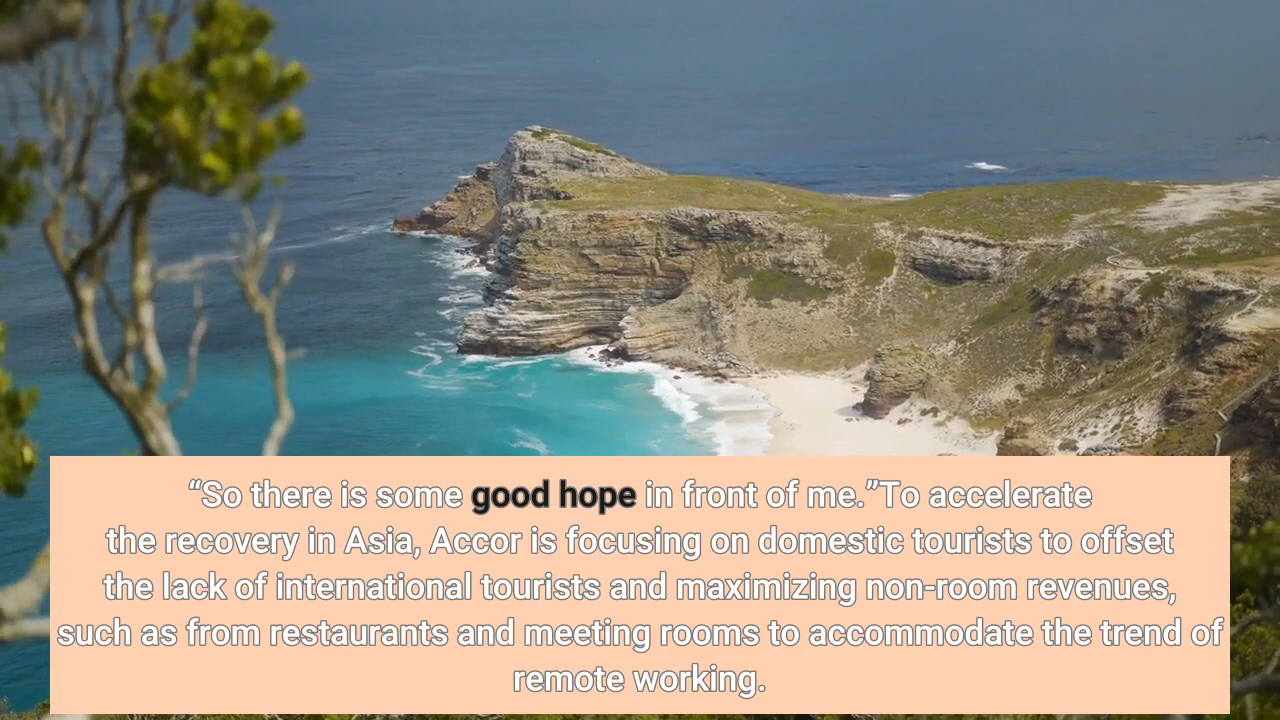 “So there is some good hope in front of me.”To accelerate
the recovery in Asia, Accor is focusing on domestic tourists to offset
the lack of international tourists and maximizing non-room revenues,
such as from restaurants and meeting rooms to accommodate the trend of
remote working.